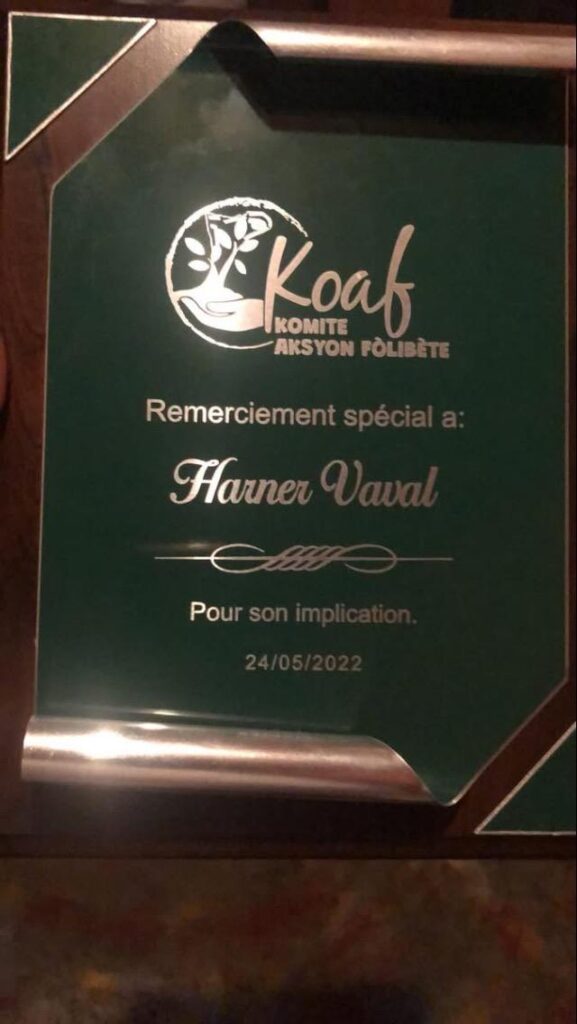 Koaf
KOMITE
AKSYON FÒLIBÈTE
Remerciement spécial a:
Harner Vaval
Pour son implication.
24/05/2022